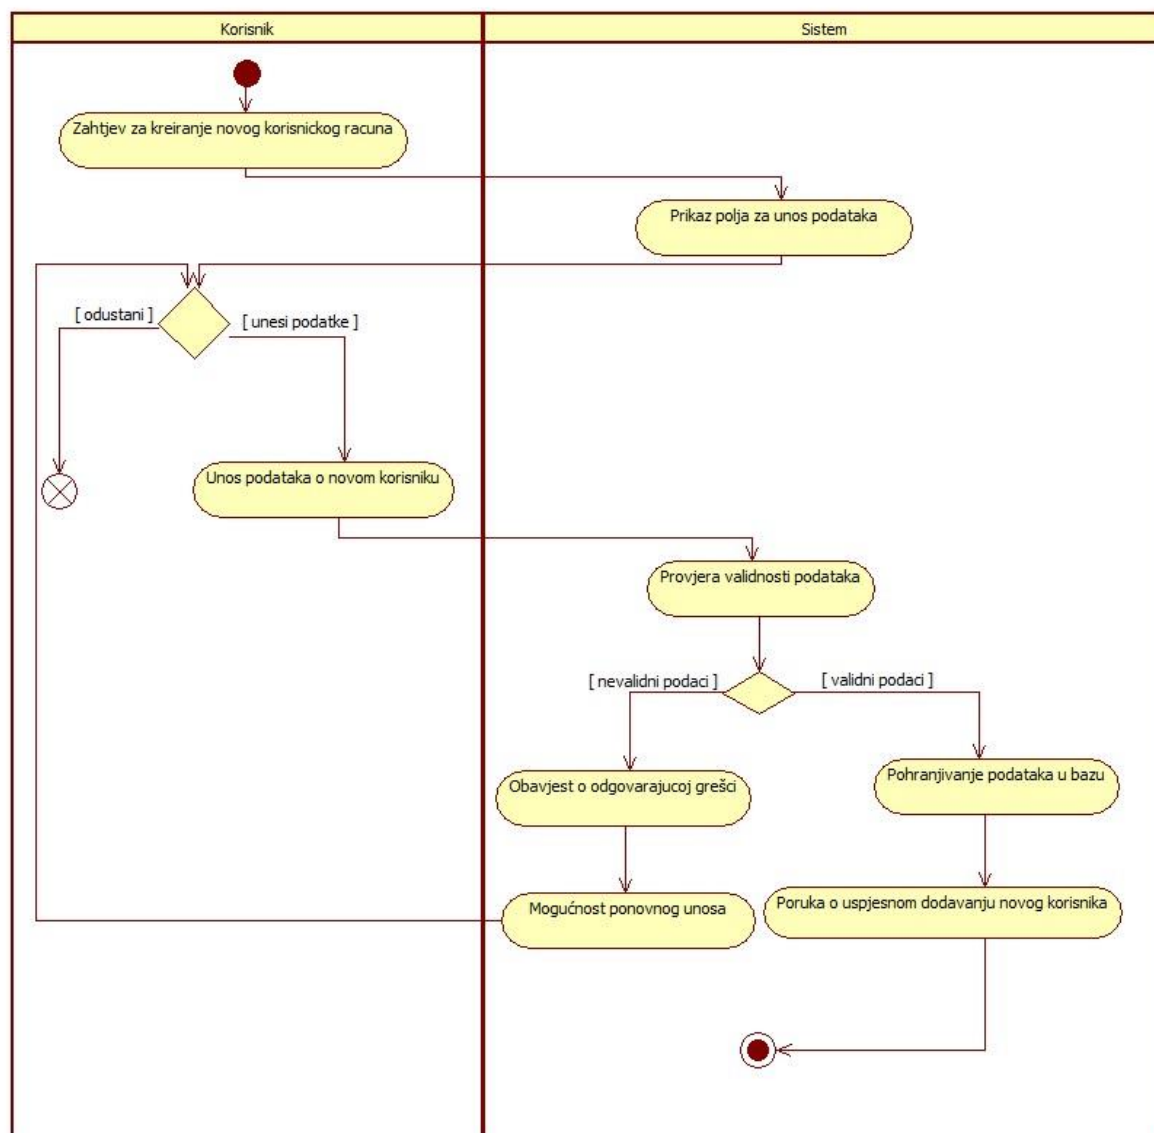 Korisnik
Sistem
Zahtjev za kreiranje novog korisnickog racuna
Prikaz polja za unos podataka
[ odustani ]
[ unesi podatke ]
Unos podataka o novom korisniku
Provjera validnosti podataka
[ nevalidni podaci ]
[ validni podaci ]
Obavjest o odgovarajucoj grešci
Pohranjivanje podataka u bazu
Mogućnost ponovnog unosa
Poruka o uspjesnom dodavanju novog korisnika